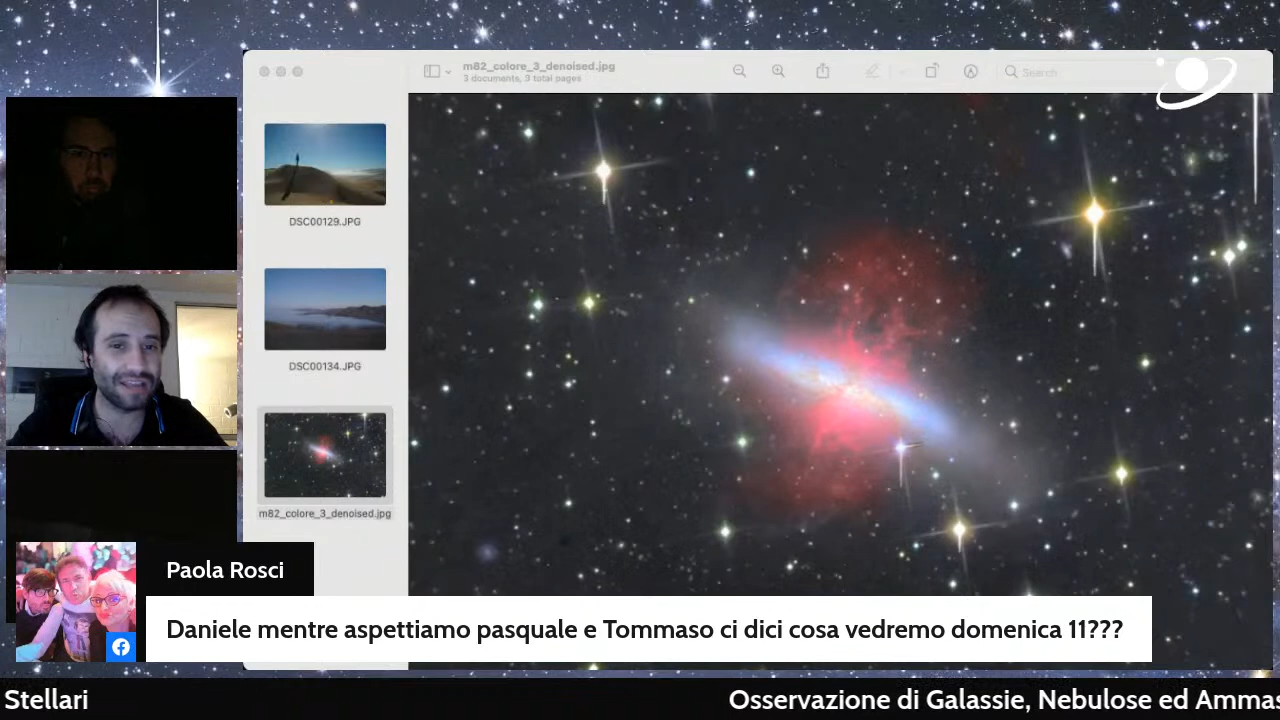 m82_colore_3_denoised.jpg
3 documents, 3 total pages
Search
DSC00129.JPG
DSC00134.JPG
m82_colore_3_denoised.jpg
Paola Rosci
Daniele mentre aspettiamo pasquale e Tommaso ci dici cosa vedremo domenica 11???
Stellari
Osservazione di Galassie, Nebulose ed Ammas